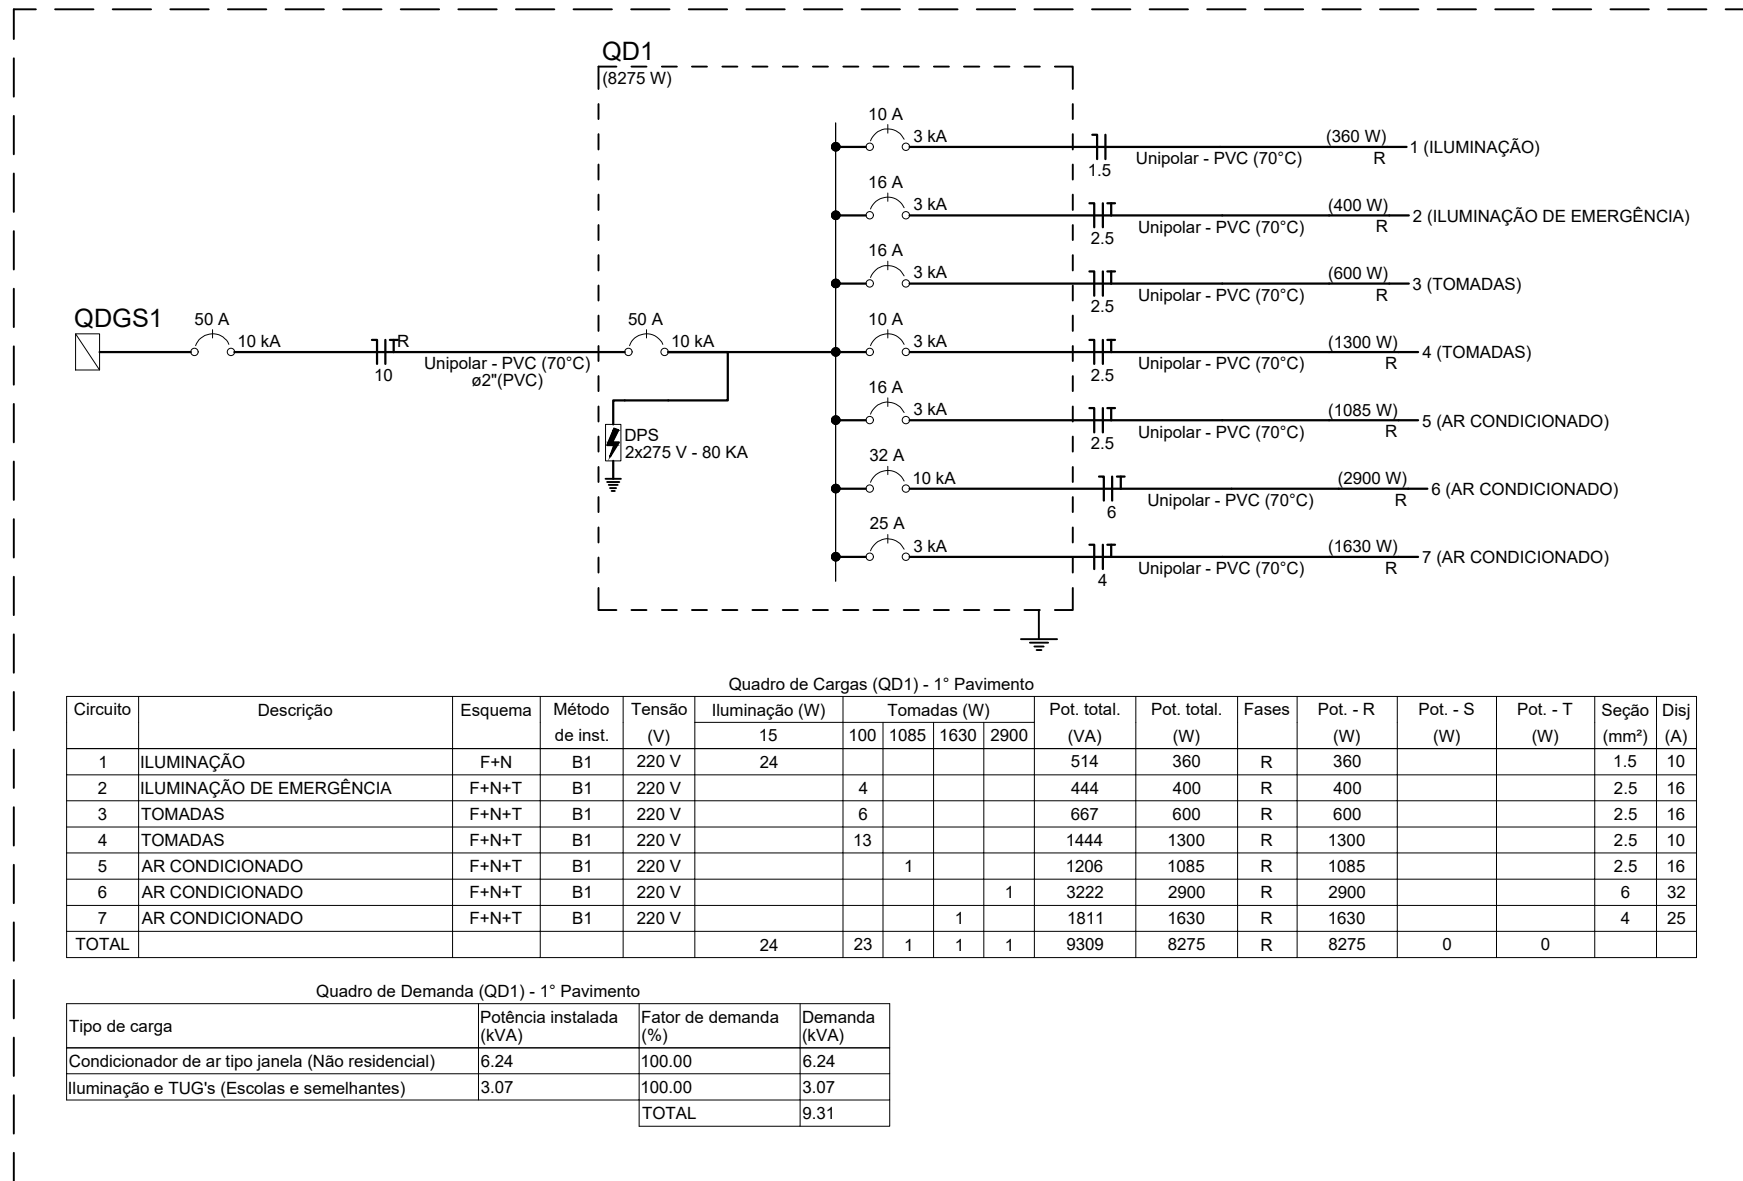 QD1
(8275 W)
10 A
3 kA
1.5
Unipolar - PVC (70°C)
(360 W)
R
1 (ILUMINAÇÃO)
16 A
3 kA
2.5
Unipolar - PVC (70°C)
(400 W)
R
2 (ILUMINAÇÃO DE EMERGÊNCIA)
16 A
3 kA
2.5
Unipolar - PVC (70°C)
(600 W)
R
3 (TOMADAS)
QDGS1
50 A
10 kA
R
10
Unipolar - PVC (70°C)
ø2"(PVC)
50 A
10 kA
10 A
3 kA
2.5
Unipolar - PVC (70°C)
(1300 W)
R
4 (TOMADAS)
DPS
2x275 V - 80 KA
16 A
3 kA
2.5
Unipolar - PVC (70°C)
(1085 W)
R
5 (AR CONDICIONADO)
32 A
10 kA
6
Unipolar - PVC (70°C)
(2900 W)
R
6 (AR CONDICIONADO)
25 A
3 kA
4
Unipolar - PVC (70°C)
(1630 W)
R
7 (AR CONDICIONADO)
Quadro de Cargas (QD1) - 1° Pavimento
Circuito Descrição Esquema Método Tensão Iluminação (W) Tomadas (W) Pot. total. Pot. total. Fases Pot. - R Pot. - S Pot. - T Seção Disj
de inst. (V) 15 100 1085 1630 2900 (VA) (W) (W) (W) (W) (mm²) (A)
1 ILUMINAÇÃO F+N B1 220 V 24 514 360 R 360 1.5 10
2 ILUMINAÇÃO DE EMERGÊNCIA F+N+T B1 220 V 4 444 400 R 400 2.5 16
3 TOMADAS F+N+T B1 220 V 6 667 600 R 600 2.5 16
4 TOMADAS F+N+T B1 220 V 13 1444 1300 R 1300 2.5 10
5 AR CONDICIONADO F+N+T B1 220 V 1 1206 1085 R 1085 2.5 16
6 AR CONDICIONADO F+N+T B1 220 V 1 3222 2900 R 2900 6 32
7 AR CONDICIONADO F+N+T B1 220 V 1 1811 1630 R 1630 4 25
TOTAL 24 23 1 1 1 9309 8275 R 8275 0 0
Quadro de Demanda (QD1) - 1° Pavimento
Tipo de carga Potência instalada Fator de demanda Demanda
(kVA) (%) (kVA)
Condicionador de ar tipo janela (Não residencial) 6.24 100.00 6.24
Iluminação e TUG's (Escolas e semelhantes) 3.07 100.00 3.07
TOTAL 9.31